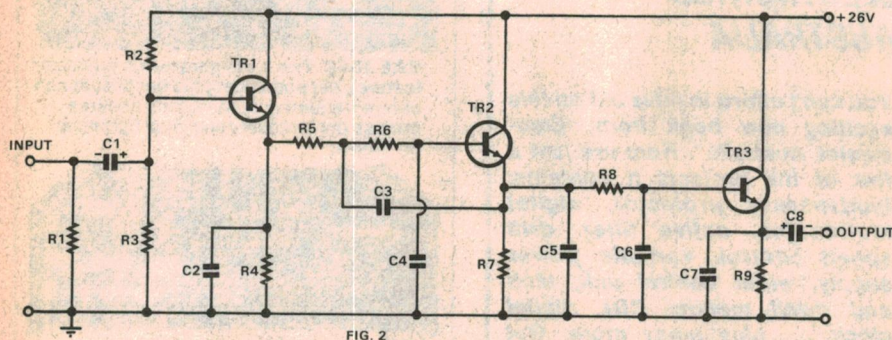 +26V
R2
TR1
TR2
INPUT
C1
- +
R5
R6
TR3
R8
C3
C8
+ -
OUTPUT
R1
R3
C2
R4
C4
R7
C5
C6
C7
R9
FIG. 2